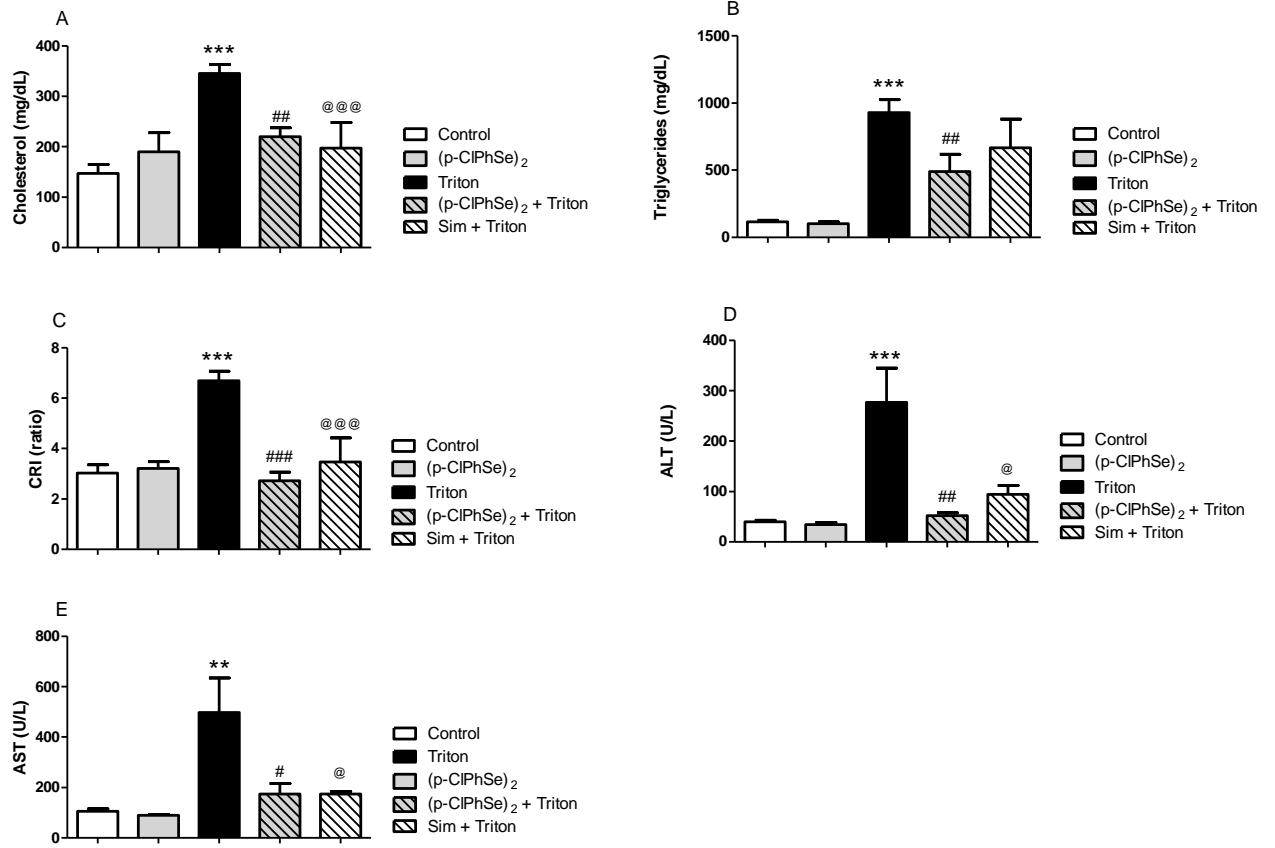 A
Cholesterol (mg/dL)
400
300
200
100
0
***
##
@@@
Control
(p-ClPhSe)2
Triton
(p-ClPhSe)2 + Triton
Sim + Triton
B
Triglycerides (mg/dL)
1500
1000
500
0
***
##
Control
(p-ClPhSe)2
Triton
(p-ClPhSe)2 + Triton
Sim + Triton
C
CRI (ratio)
8
6
4
2
0
***
###
@@@
Control
(p-ClPhSe)2
Triton
(p-ClPhSe)2 + Triton
Sim + Triton
D
ALT (U/L)
400
300
200
100
0
***
##
@
Control
(p-ClPhSe)2
Triton
(p-ClPhSe)2 + Triton
Sim + Triton
E
AST (U/L)
800
600
400
200
0
**
#
@
Control
Triton
(p-ClPhSe)2
(p-ClPhSe)2 + Triton
Sim + Triton